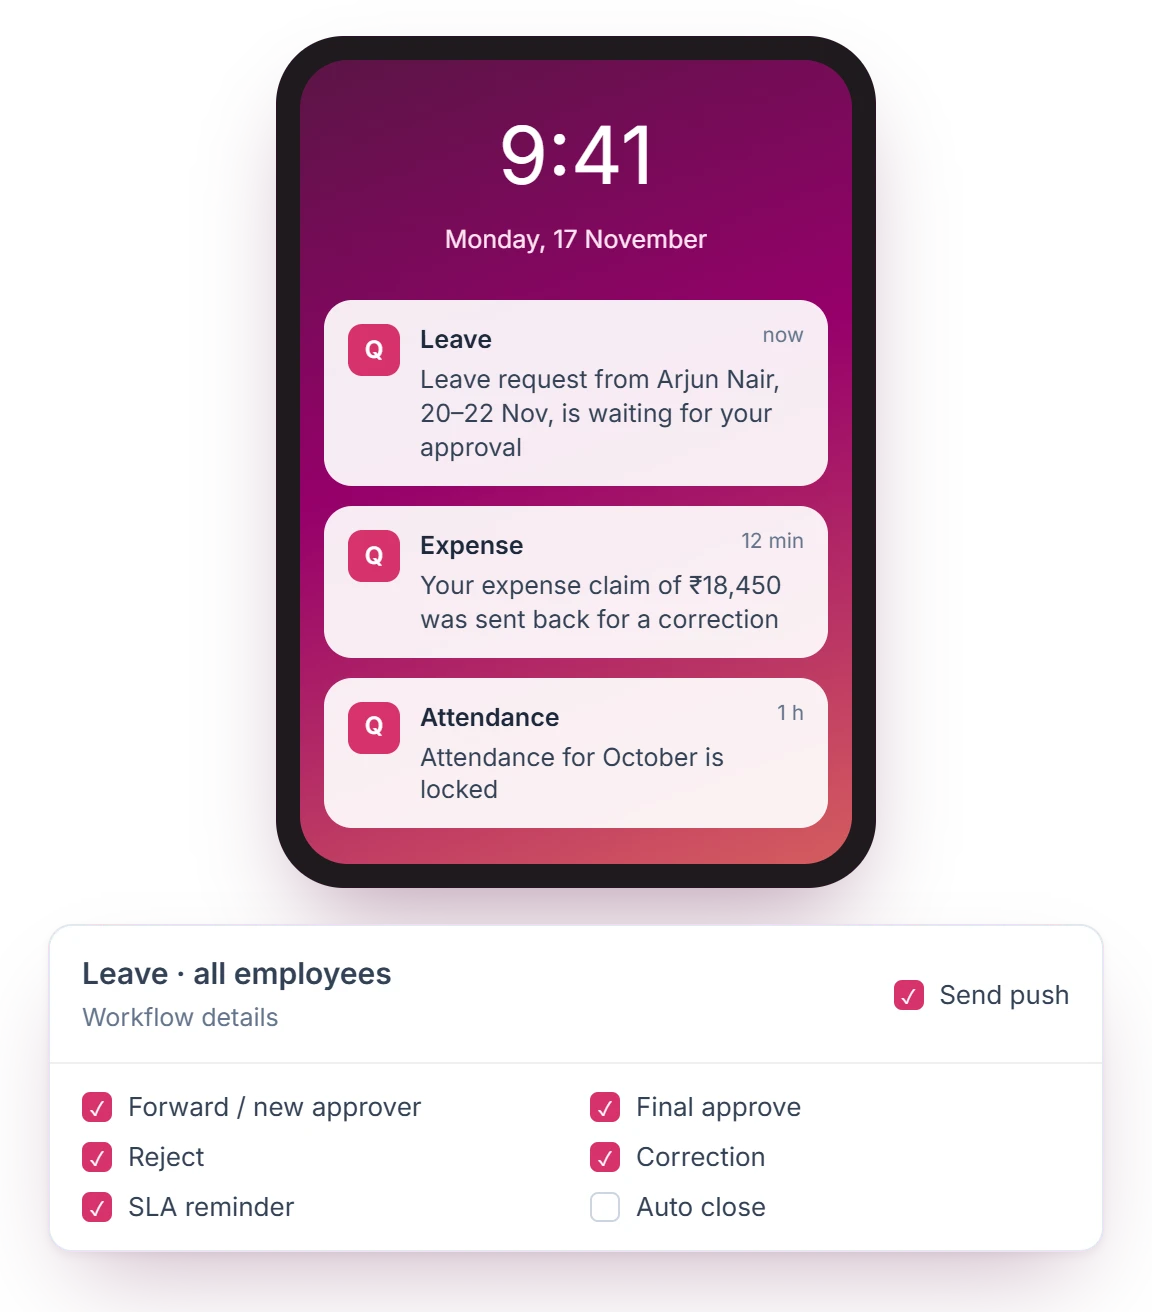 9:41
Monday, 17 November
Q
Leave
now
Leave request from Arjun Nair,
20–22 Nov, is waiting for your
approval
Q
Expense
12 min
Your expense claim of ₹18,450
was sent back for a correction
Q
Attendance
1 h
Attendance for October is
locked
Leave · all employees
Workflow details
Send push
Forward / new approver
Final approve
Reject
Correction
SLA reminder
Auto close